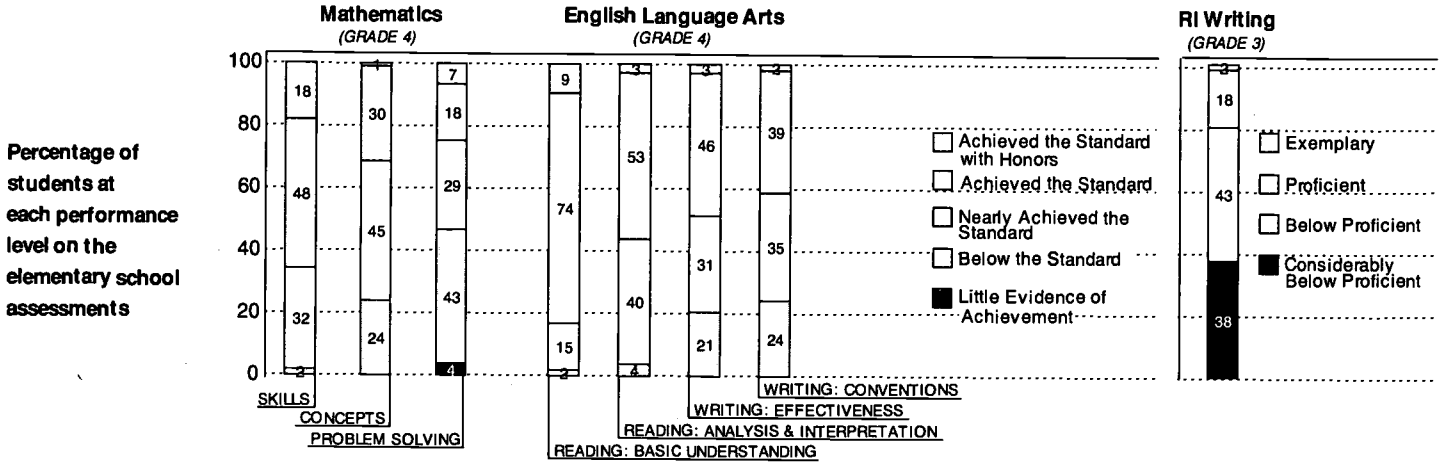 Mathematics
(GRADE 4)
English Language Arts
(GRADE 4)
RI Writing
(GRADE 3)
Percentage of
students at
each performance
level on the
elementary school
assessments
100
80
60
40
20
0
18
48
32
2
1
30
45
24
7
18
29
43
4
9
74
15
2
3
53
40
4
3
46
31
21
2
39
35
24
Achieved the Standard
with Honors
Achieved the Standard
Nearly Achieved the
Standard
Below the Standard
Little Evidence of
Achievement
2
18
43
38
Exemplary
Proficient
Below Proficient
Considerably
Below Proficient
SKILLS
CONCEPTS
PROBLEM SOLVING
WRITING: CONVENTIONS
WRITING: EFFECTIVENESS
READING: ANALYSIS & INTERPRETATION
READING: BASIC UNDERSTANDING